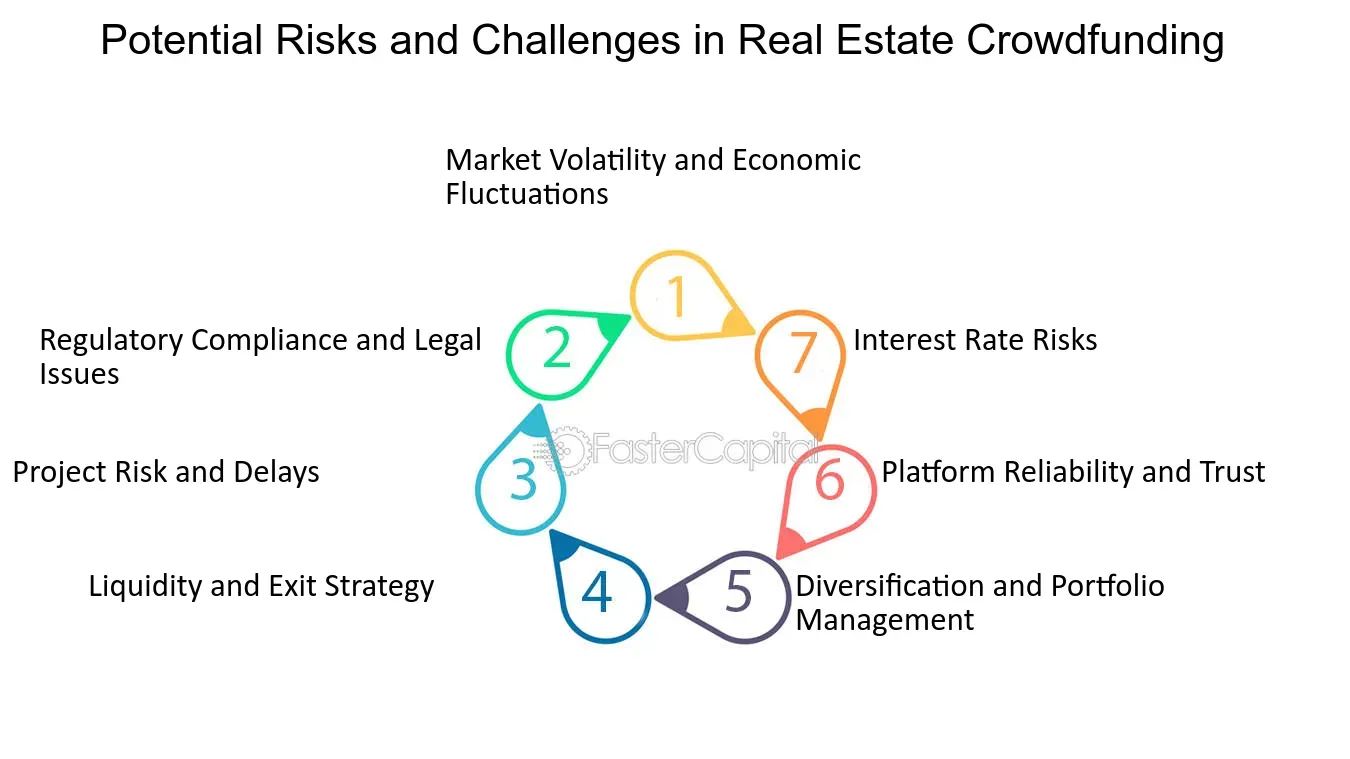 Potential Risks and Challenges in Real Estate Crowdfunding
Market Volatility and Economic
Fluctuations
1
2
Regulatory Compliance and Legal
Issues
7
Interest Rate Risks
3
Project Risk and Delays
FasterCapital
6
Platform Reliability and Trust
4
Liquidity and Exit Strategy
5
Diversification and Portfolio
Management